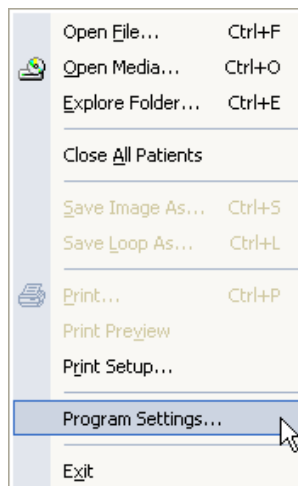 Open File... Ctrl+F
Open Media... Ctrl+O
Explore Folder... Ctrl+E
Close All Patients
Save Image As... Ctrl+S
Save Loop As... Ctrl+L
Print... Ctrl+P
Print Preview
Print Setup...
Program Settings...
Exit